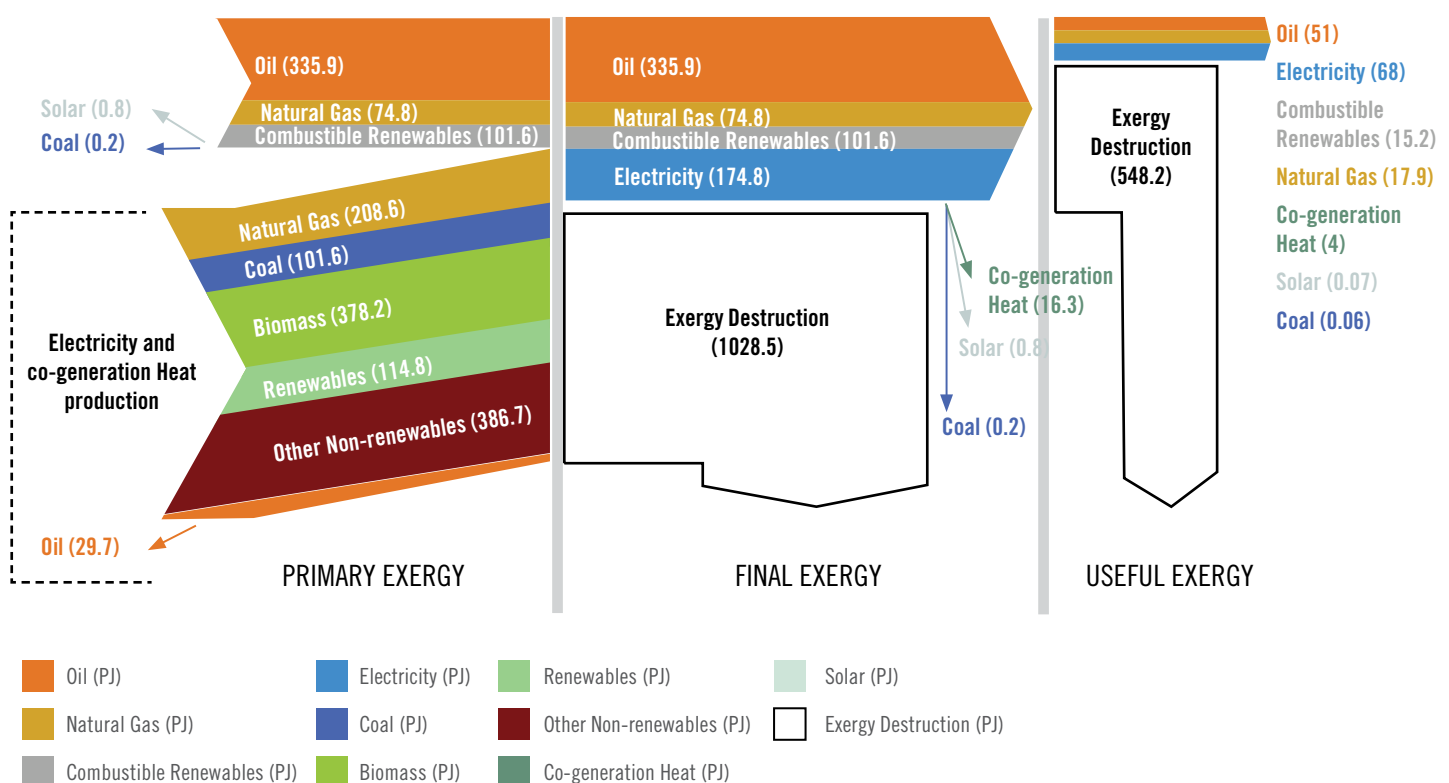 Oil (335.9)
Natural Gas (74.8)
Combustible Renewables (101.6)
Solar (0.8)
Coal (0.2)
Natural Gas (208.6)
Coal (101.6)
Biomass (378.2)
Renewables (114.8)
Other Non-renewables (386.7)
Oil (29.7)
Electricity and
co-generation Heat
production
PRIMARY EXERGY
Oil (335.9)
Natural Gas (74.8)
Combustible Renewables (101.6)
Electricity (174.8)
Exergy Destruction
(1028.5)
Co-generation
Heat (16.3)
Solar (0.8)
Coal (0.2)
FINAL EXERGY
Exergy
Destruction
(548.2)
Oil (51)
Electricity (68)
Combustible
Renewables (15.2)
Natural Gas (17.9)
Co-generation
Heat (4)
Solar (0.07)
Coal (0.06)
USEFUL EXERGY
Oil (PJ)
Natural Gas (PJ)
Combustible Renewables (PJ)
Electricity (PJ)
Coal (PJ)
Biomass (PJ)
Renewables (PJ)
Other Non-renewables (PJ)
Co-generation Heat (PJ)
Solar (PJ)
Exergy Destruction (PJ)